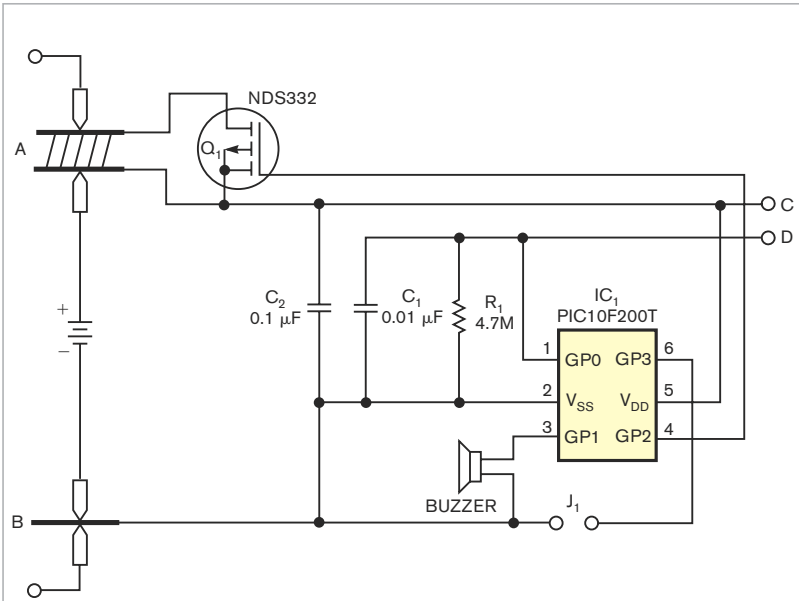 NDS332
A
Q1
C
D
+
−
C2
0.1 μF
C1
0.01 μF
R1
4.7M
IC1
PIC10F200T
1
GP0
GP3
6
2
VSS
VDD
5
3
GP1
GP2
4
BUZZER
J1
B